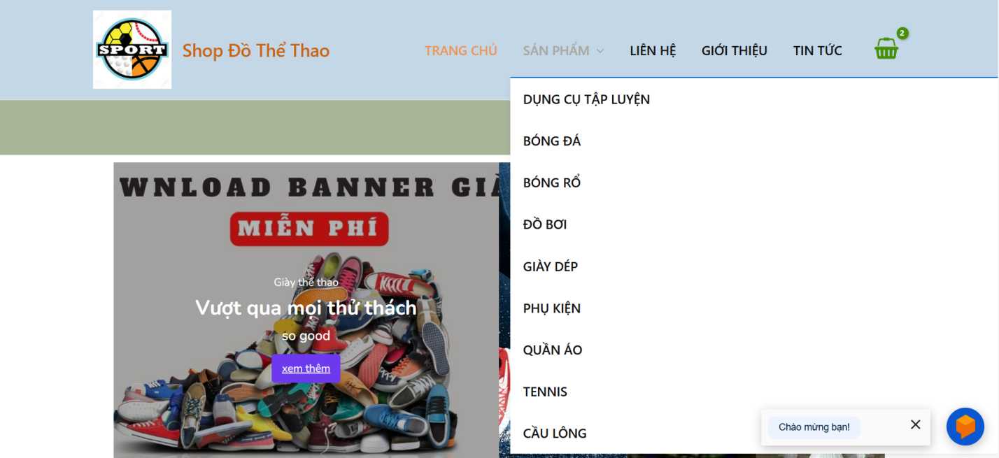 SPORT
Shop Đồ Thể Thao
TRANG CHỦ
SẢN PHẨM
LIÊN HỆ
GIỚI THIỆU
TIN TỨC
2
DỤNG CỤ TẬP LUYỆN
BÓNG ĐÁ
BÓNG RỔ
ĐỒ BƠI
GIÀY DÉP
PHỤ KIỆN
QUẦN ÁO
TENNIS
CẦU LÔNG
WNLOAD BANNER GIÀ
MIỄN PHÍ
Giày thể thao
Vượt qua mọi thử thách
so good
xem thêm
Chào mừng bạn!